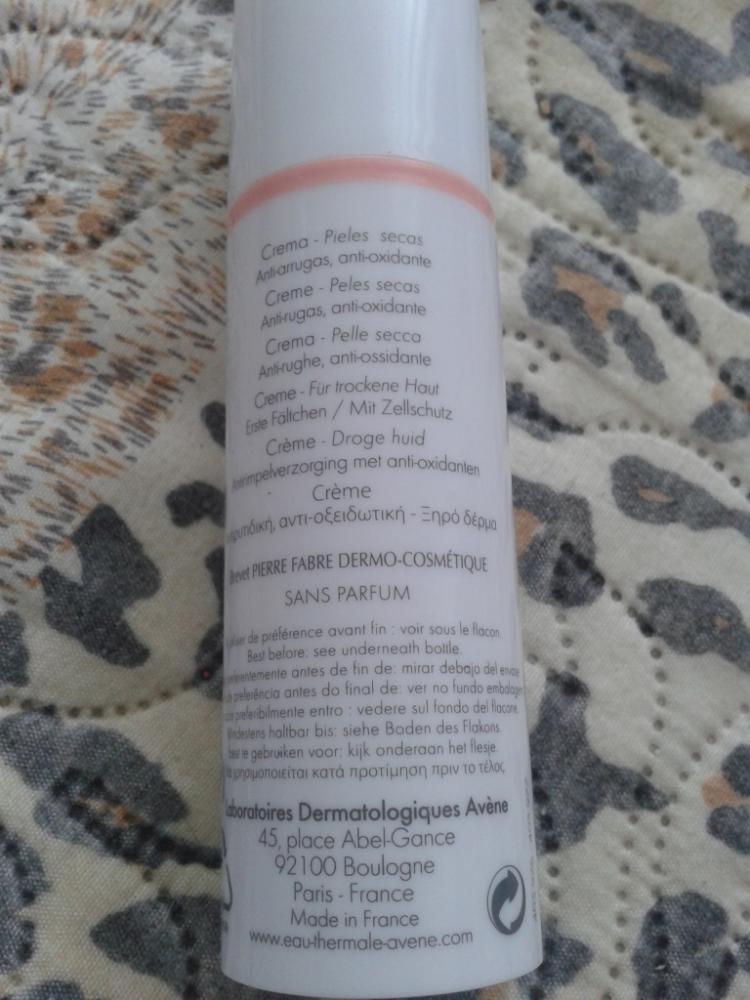 Crema - Pieles secas
Anti-arrugas, anti-oxidante
Creme - Peles secas
Anti-rugas, anti-oxidante
Crema - Pelle secca
Anti-rughe, anti-ossidante
Creme - Für trockene Haut
Erste Fältchen / Mit Zellschutz
Crème - Droge huid
met anti-oxidanten
Crème
αντι-οξειδωτική - Ξηρό δέρμα
Brevet PIERRE FABRE DERMO-COSMÉTIQUE
SANS PARFUM
de préférence avant fin : voir sous le flacon.
Best before: see underneath bottle.
antes de fin de: mirar debajo del
preferência antes do final de: ver no fundo
preferibilmente entro : vedere sul fondo del flacone.
Mindestens haltbar bis: siehe Boden des Flakons.
te gebruiken voor: kijk onderaan het flesje.
χρησιμοποιείται κατά προτίμηση πριν το τέλος
Laboratoires Dermatologiques Avène
45, place Abel-Gance
92100 Boulogne
Paris - France
Made in France
www.eau-thermale-avene.com